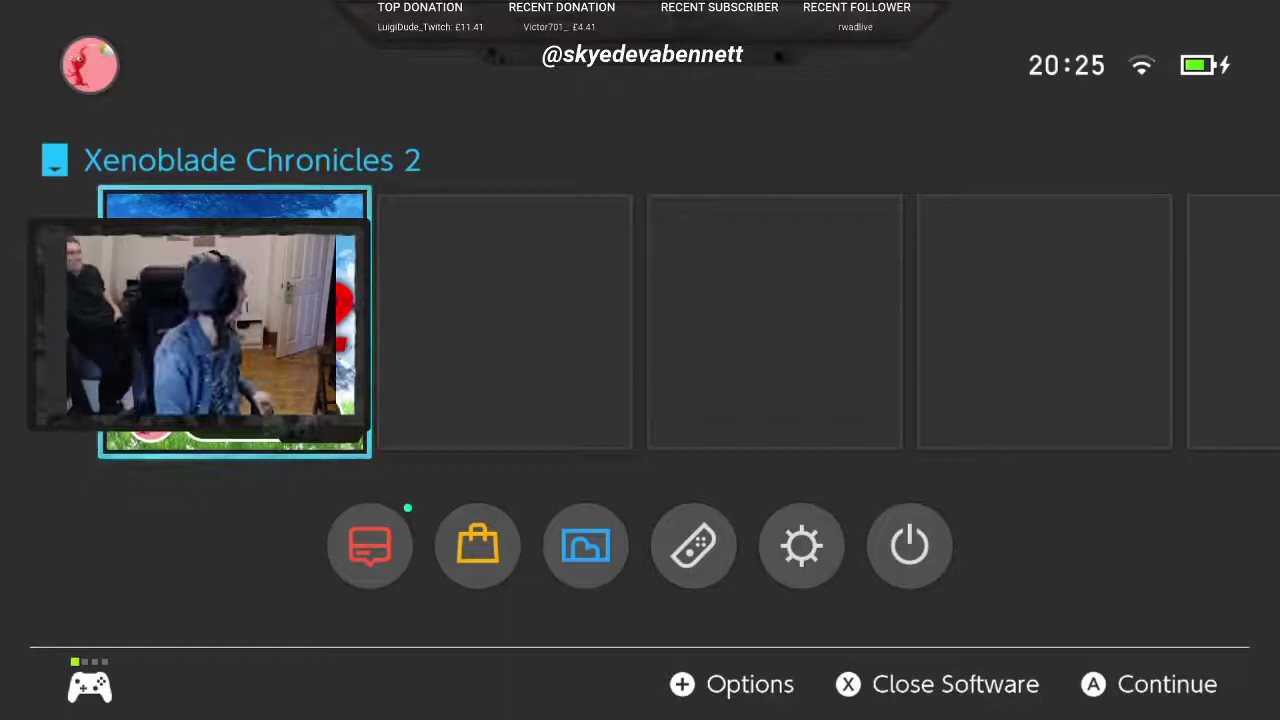 TOP DONATION
RECENT DONATION
RECENT SUBSCRIBER
RECENT FOLLOWER
LuigiDude_Twitch: £11.41
Victor701_: £4.41
rwadlive
@skyedevabennett
20:25
Xenoblade Chronicles 2
2
+ Options
X Close Software
A Continue